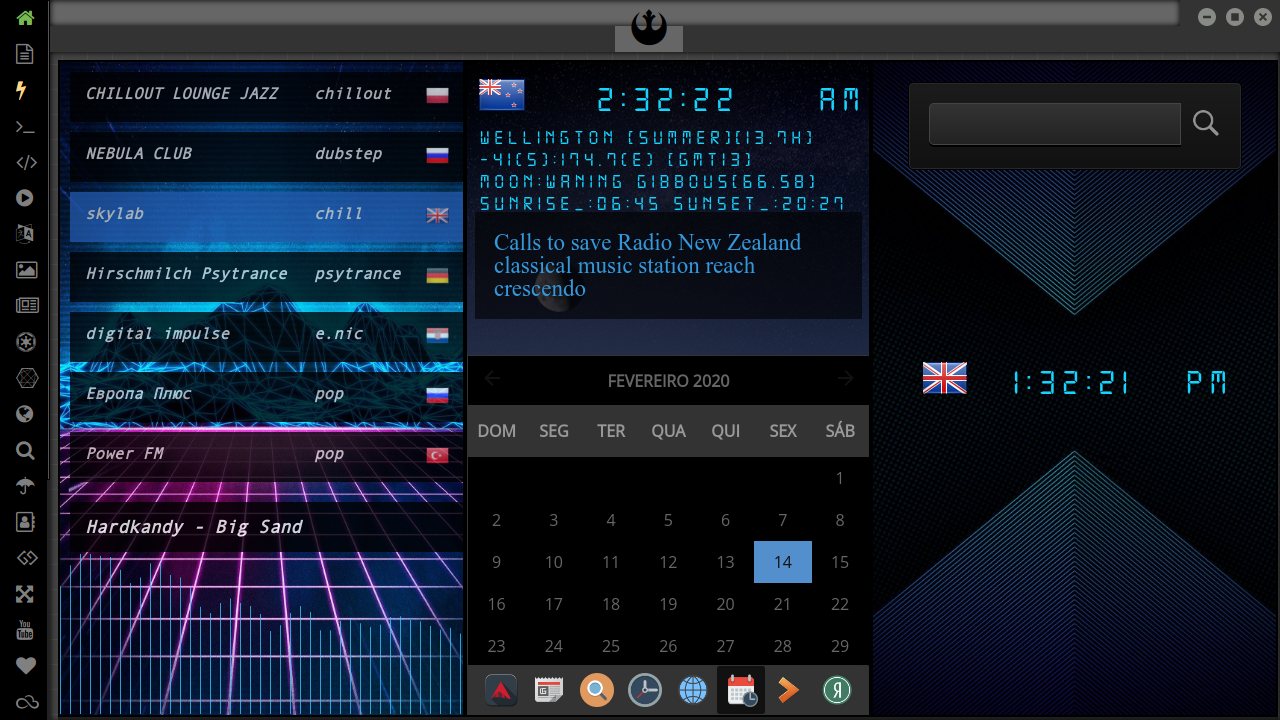 CHILLOUT LOUNGE JAZZ chillout
NEBULA CLUB dubstep
skylab chill
Hirschmilch Psytrance psytrance
digital impulse e.nic
Европа Плюс pop
Power FM pop
Hardkandy - Big Sand
2:32:22 AM
WELLINGTON (SUMMER)(13.7H)
-41(S):174.7(E) (GMT13)
MOON:WANING GIBBOUS(66.58)
SUNRISE_:06:45 SUNSET_:20:27
Calls to save Radio New Zealand
classical music station reach
crescendo
FEVEREIRO 2020
DOM SEG TER QUA QUI SEX SÁB
1
2 3 4 5 6 7 8
9 10 11 12 13 14 15
16 17 18 19 20 21 22
23 24 25 26 27 28 29
1:32:21 PM
You
Tube
Я